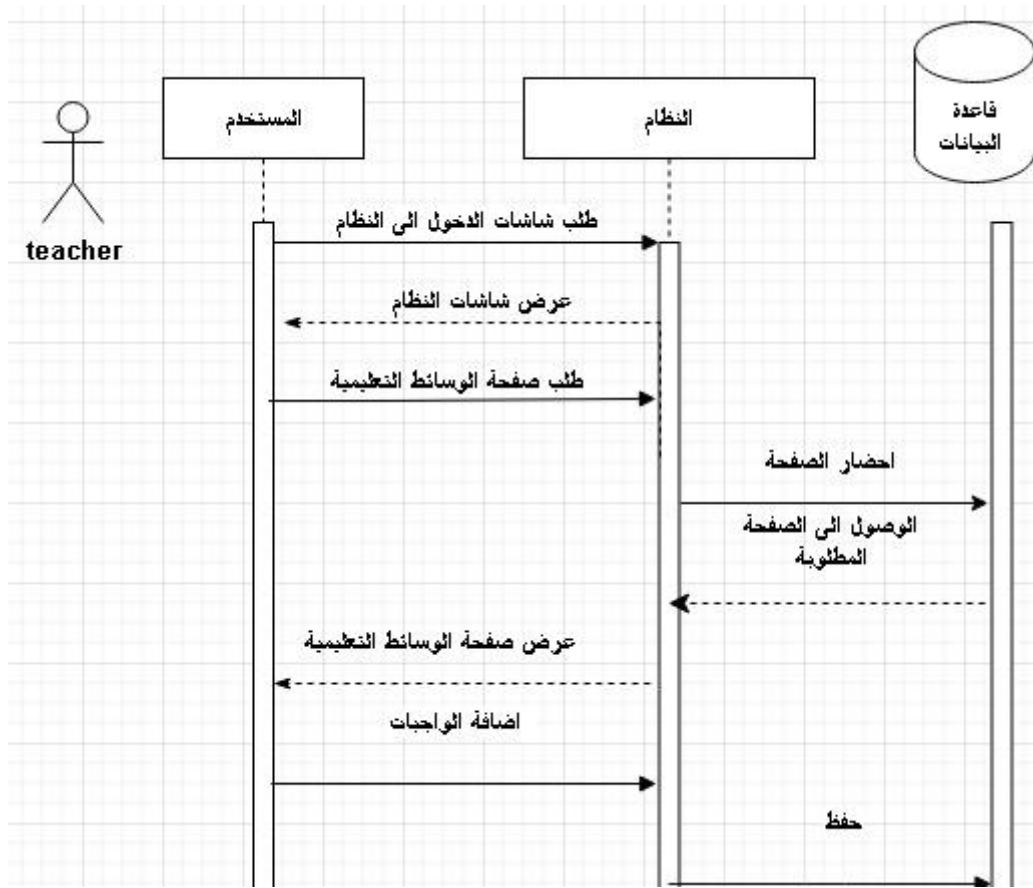 المستخدم
النظام
قاعدة
البيانات
teacher
طلب شاشات الدخول الى النظام
عرض شاشات النظام
طلب صفحة الوسائط التعليمية
احضار الصفحة
الوصول الى الصفحة
المطلوبة
عرض صفحة الوسائط التعليمية
اضافة الواجبات
حفظ